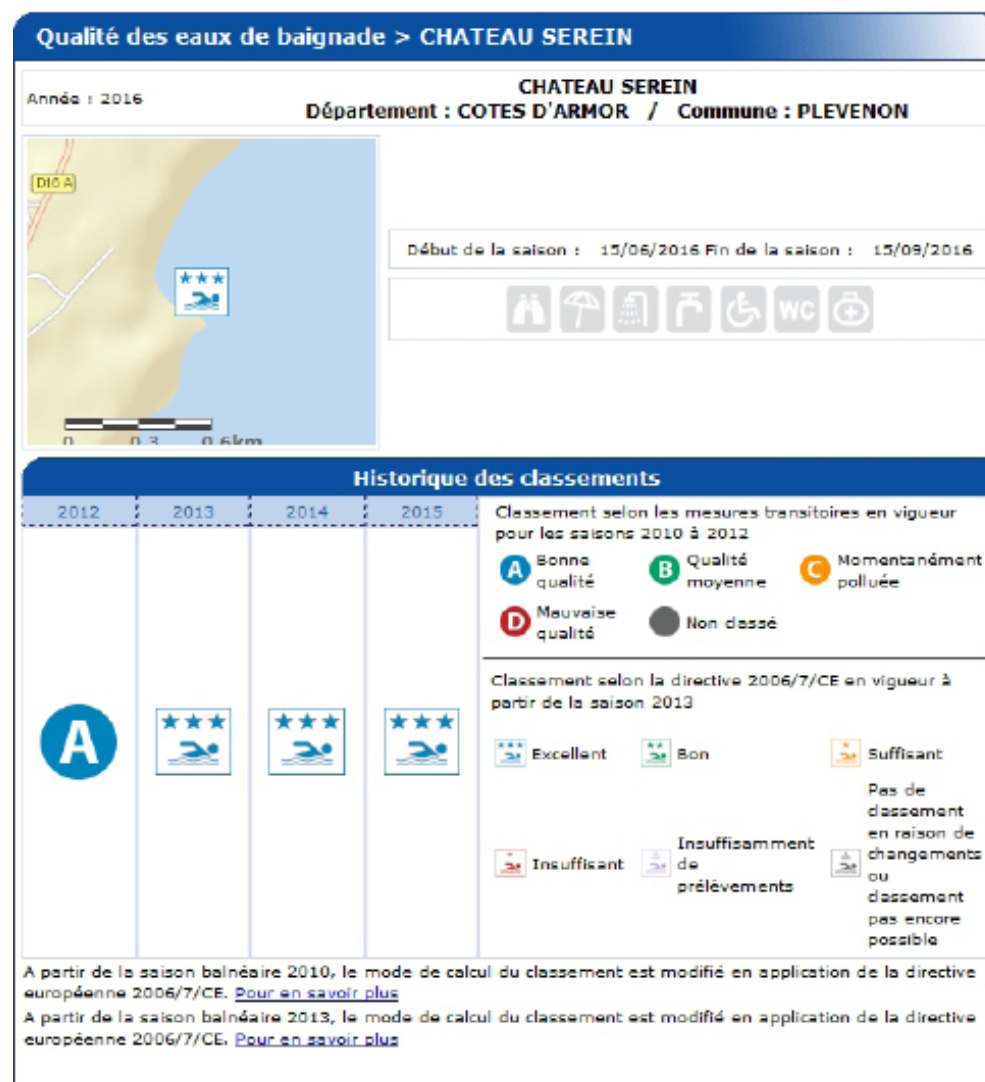 Qualité des eaux de baignade > CHATEAU SEREIN
Année : 2016
CHATEAU SEREIN
Département : COTES D'ARMOR / Commune : PLEVENON
D16 A
Début de la saison : 15/06/2016 Fin de la saison : 15/09/2016
WC
0 0.3 0.6km
Historique des classements
2012 2013 2014 2015
Classement selon les mesures transitoires en vigueur
pour les saisons 2010 à 2012
A Bonne
qualité
B Qualité
moyenne
C Momentanément
polluée
D Mauvaise
qualité
Non classé
Classement selon la directive 2006/7/CE en vigueur à
partir de la saison 2013
A
Excellent
Bon
Suffisant
Insuffisant
Insuffisamment
de
prélèvements
Pas de
classement
en raison de
changements
ou
classement
pas encore
possible
A partir de la saison balnéaire 2010, le mode de calcul du classement est modifié en application de la directive
européenne 2006/7/CE. Pour en savoir plus
A partir de la saison balnéaire 2013, le mode de calcul du classement est modifié en application de la directive
européenne 2006/7/CE. Pour en savoir plus